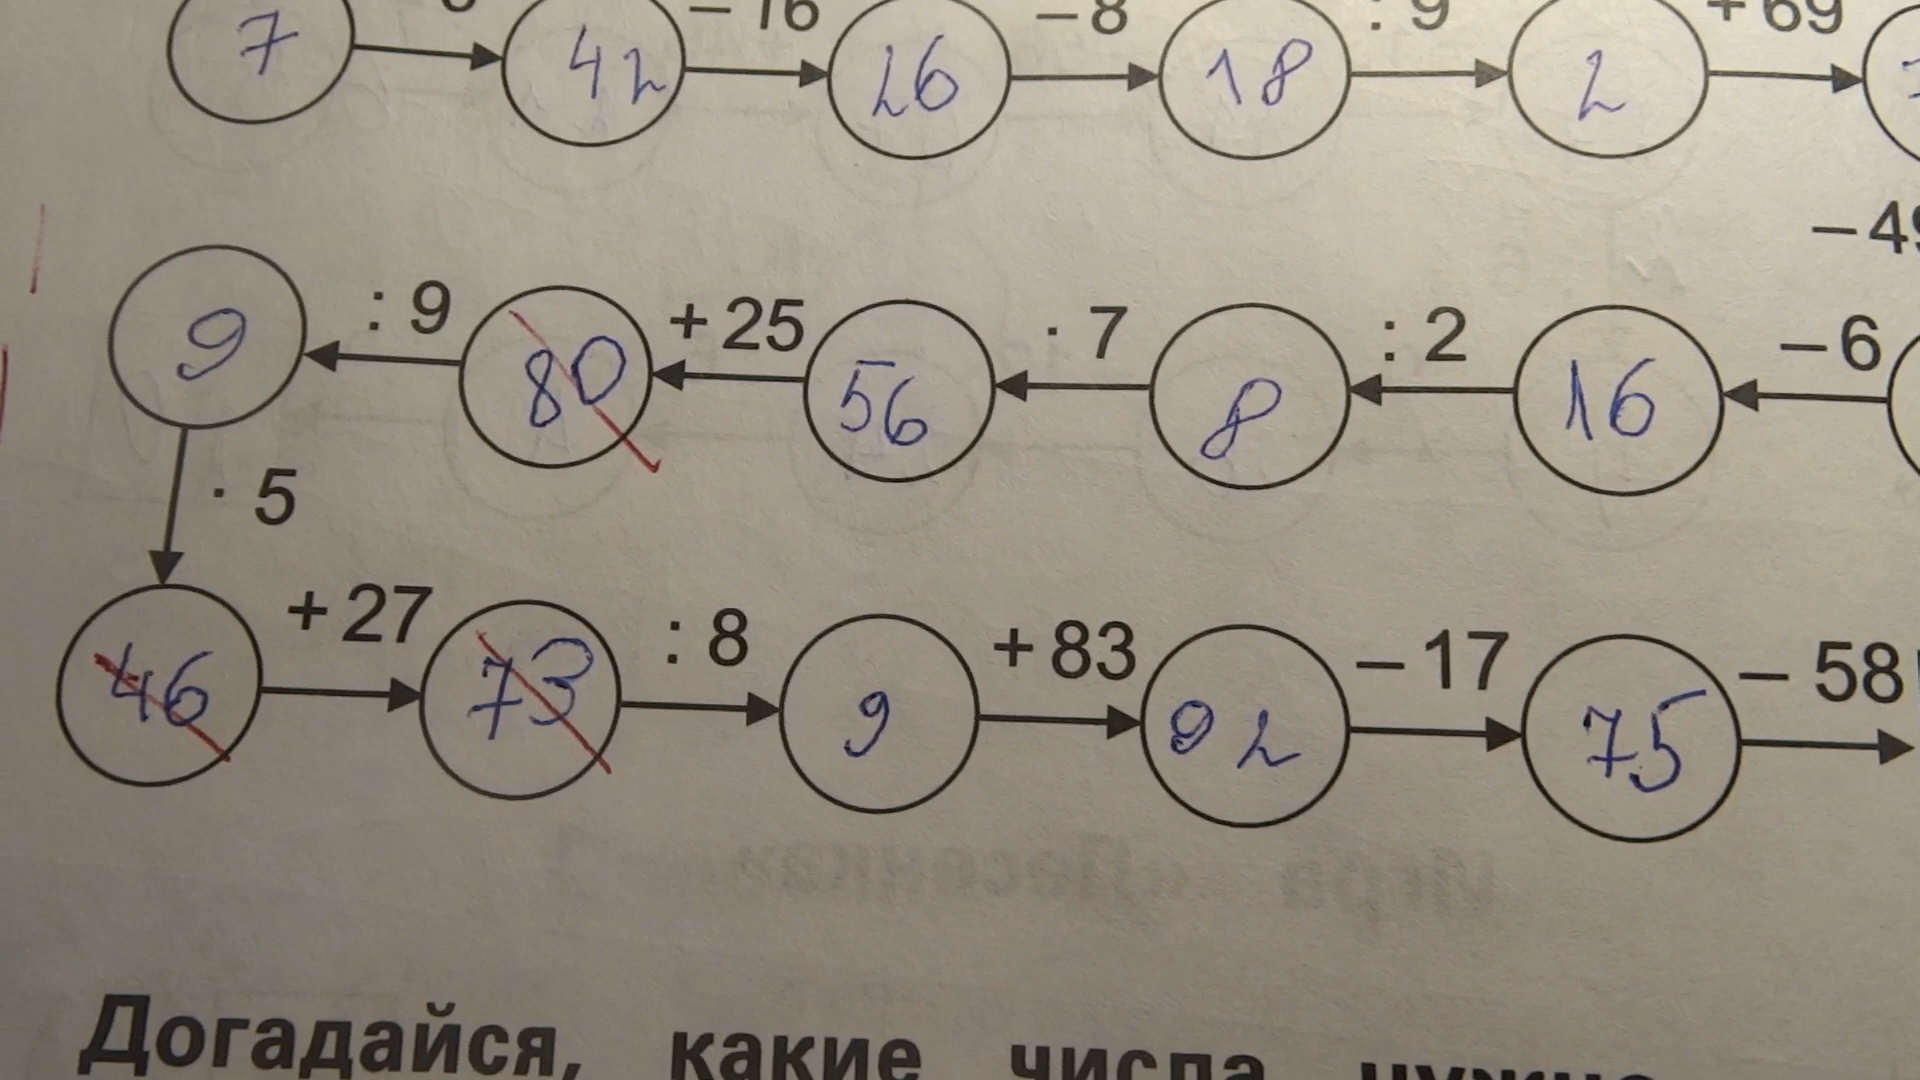 – 16 – 8 : 9 + 69
7 42 26 18 2
– 49
: 9 + 25 · 7 : 2 – 6
9 80 56 8 16
· 5
+ 27 : 8 + 83 – 17 – 58
46 73 9 92 75
Догадайся, какие числа нужно